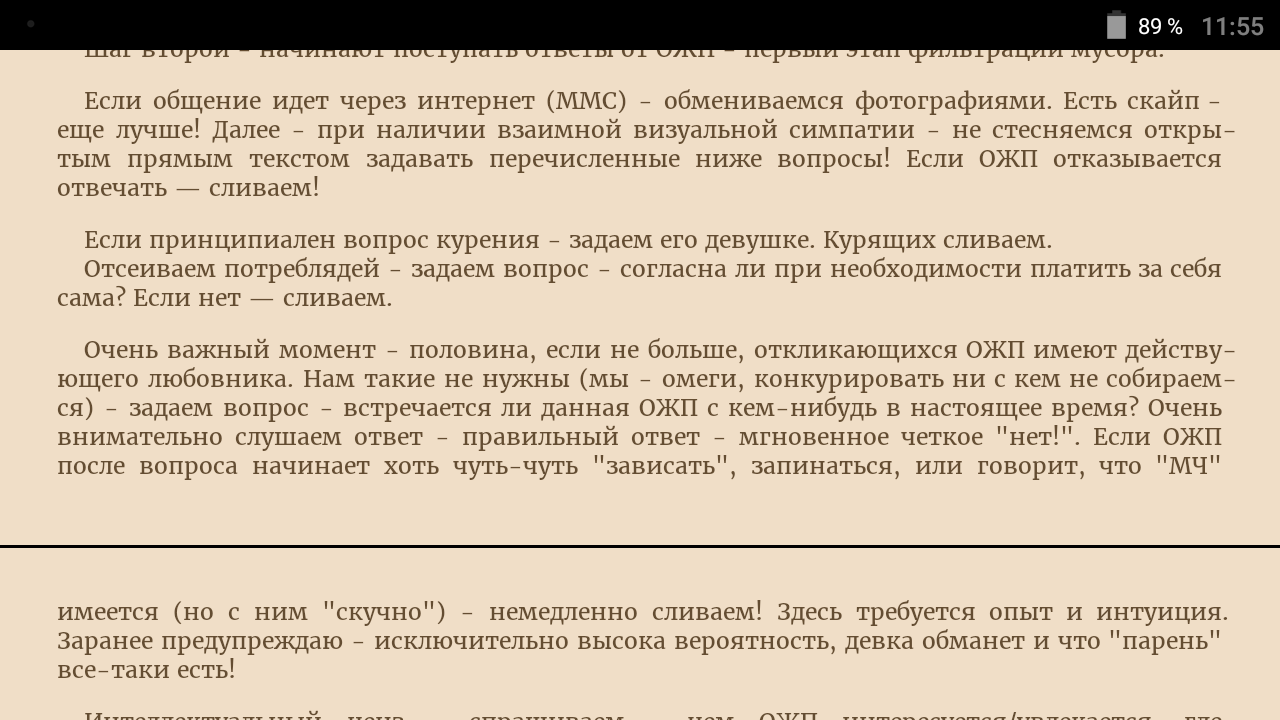 89 % 11:55
Шаг второй – начинают поступать ответы от ОЖП – первый этап фильтрации мусора.
Если общение идет через интернет (ММС) – обмениваемся фотографиями. Есть скайп –
еще лучше! Далее – при наличии взаимной визуальной симпатии – не стесняемся откры-
тым прямым текстом задавать перечисленные ниже вопросы! Если ОЖП отказывается
отвечать — сливаем!
Если принципиален вопрос курения – задаем его девушке. Курящих сливаем.
Отсеиваем потреблядей – задаем вопрос – согласна ли при необходимости платить за себя
сама? Если нет — сливаем.
Очень важный момент – половина, если не больше, откликающихся ОЖП имеют действу-
ющего любовника. Нам такие не нужны (мы – омеги, конкурировать ни с кем не собираем-
ся) – задаем вопрос – встречается ли данная ОЖП с кем-нибудь в настоящее время? Очень
внимательно слушаем ответ – правильный ответ – мгновенное четкое "нет!". Если ОЖП
после вопроса начинает хоть чуть-чуть "зависать", запинаться, или говорит, что "МЧ"
имеется (но с ним "скучно") – немедленно сливаем! Здесь требуется опыт и интуиция.
Заранее предупреждаю – исключительно высока вероятность, девка обманет и что "парень"
все-таки есть!